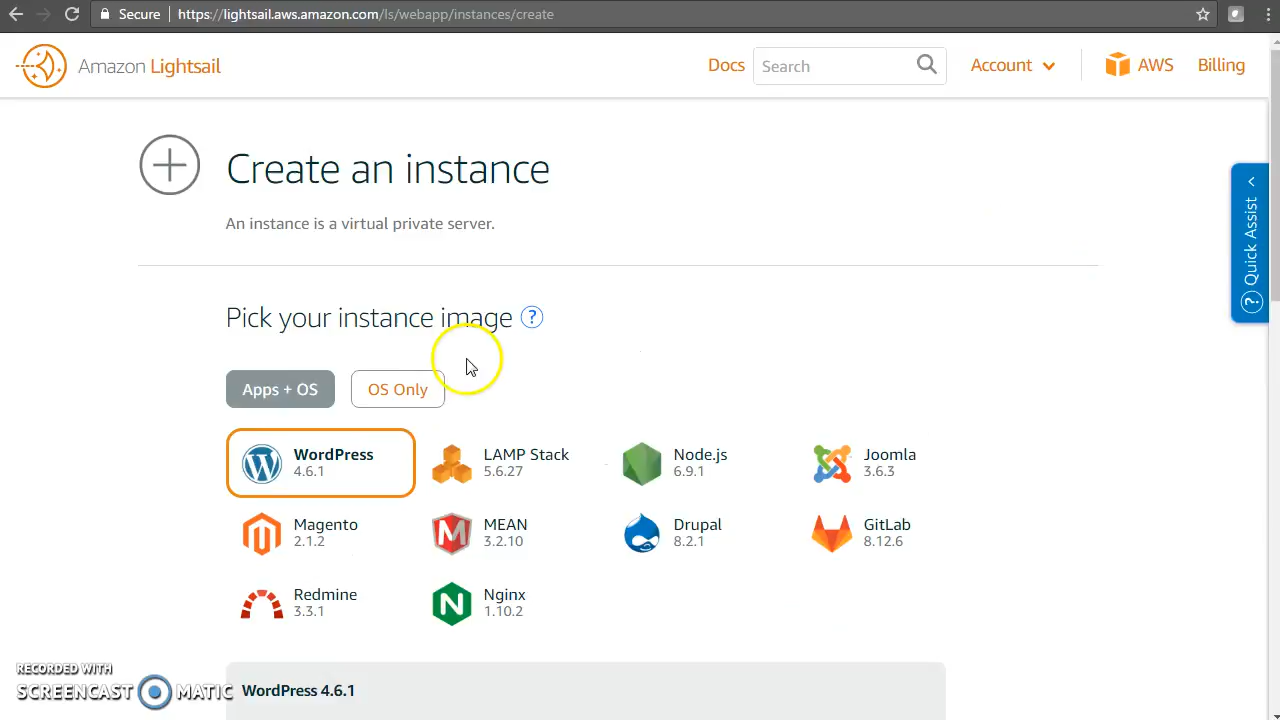 Secure https://lightsail.aws.amazon.com/ls/webapp/instances/create
Amazon Lightsail Docs Search Account AWS Billing
Create an instance
An instance is a virtual private server.
Quick Assist ?
Pick your instance image ?
Apps + OS OS Only
WordPress LAMP Stack Node.js Joomla
4.6.1 5.6.27 6.9.1 3.6.3
Magento MEAN Drupal GitLab
2.1.2 3.2.10 8.2.1 8.12.6
Redmine Nginx
3.3.1 1.10.2
WordPress 4.6.1
RECORDED WITH
SCREENCAST MATIC